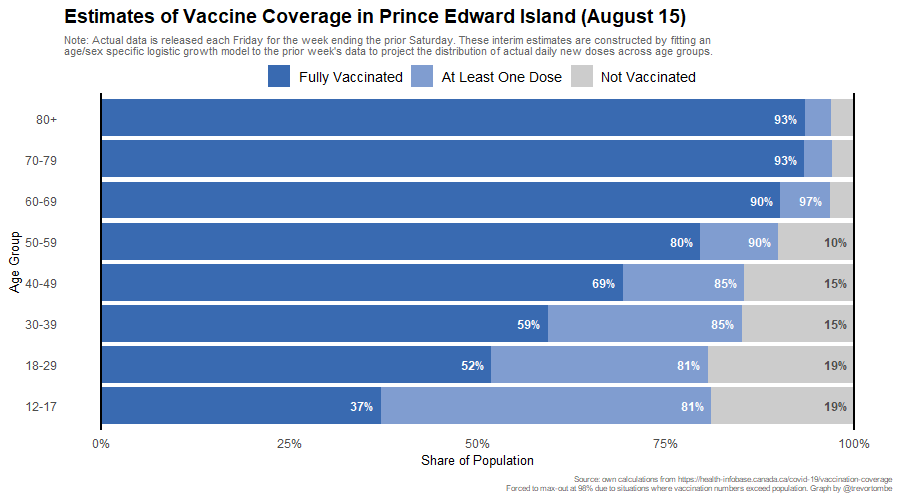 Estimates of Vaccine Coverage in Prince Edward Island (August 15)
Note: Actual data is released each Friday for the week ending the prior Saturday. These interim estimates are constructed by fitting an
age/sex specific logistic growth model to the prior week's data to project the distribution of actual daily new doses across age groups.
Fully Vaccinated At Least One Dose Not Vaccinated
80+ 93%
70-79 93%
60-69 90% 97%
50-59 80% 90% 10%
40-49 69% 85% 15%
30-39 59% 85% 15%
18-29 52% 81% 19%
12-17 37% 81% 19%
Age Group
0% 25% 50% 75% 100%
Share of Population
Source: own calculations from https://health-infobase.canada.ca/covid-19/vaccination-coverage
Forced to max-out at 98% due to situations where vaccination numbers exceed population. Graph by @trevortombe